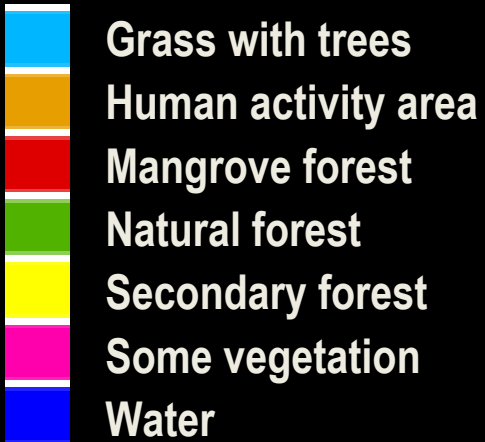 Grass with trees
Human activity area
Mangrove forest
Natural forest
Secondary forest
Some vegetation
Water